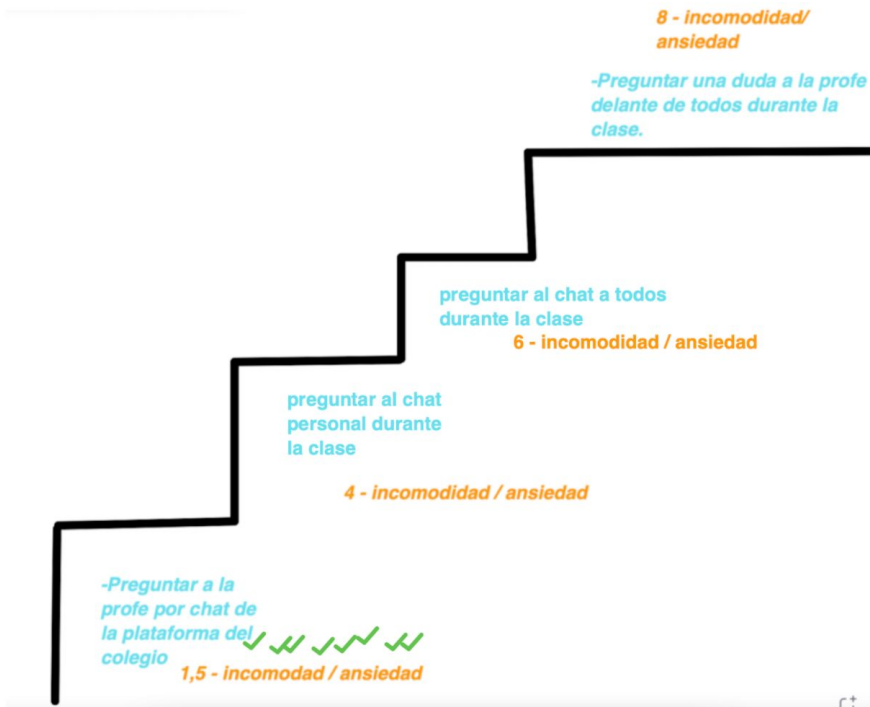 8 - incomodidad/
ansiedad
-Preguntar una duda a la profe
delante de todos durante la
clase.
preguntar al chat a todos
durante la clase
6 - incomodidad / ansiedad
preguntar al chat
personal durante
la clase
4 - incomodidad / ansiedad
-Preguntar a la
profe por chat de
la plataforma del
colegio
1,5 - incomodad / ansiedad